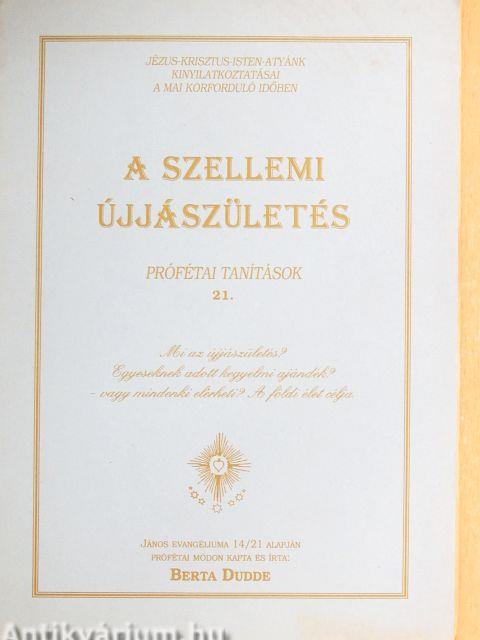 JÉZUS-KRISZTUS-ISTEN-ATYÁNK
KINYILATKOZTATÁSAI
A MAI KORFORDULÓ IDŐBEN
A SZELLEMI
ÚJJÁSZÜLETÉS
PRÓFÉTAI TANÍTÁSOK
21.
Mi az újjászületés?
Egyeseknek adott kegyelmi ajándék?
- vagy mindenki elérheti? A földi élet célja.
JÁNOS EVANGÉLIUMA 14/21 ALAPJÁN
PRÓFÉTAI MÓDON KAPTA ÉS ÍRTA:
BERTA DUDDE
Antikvárium.hu